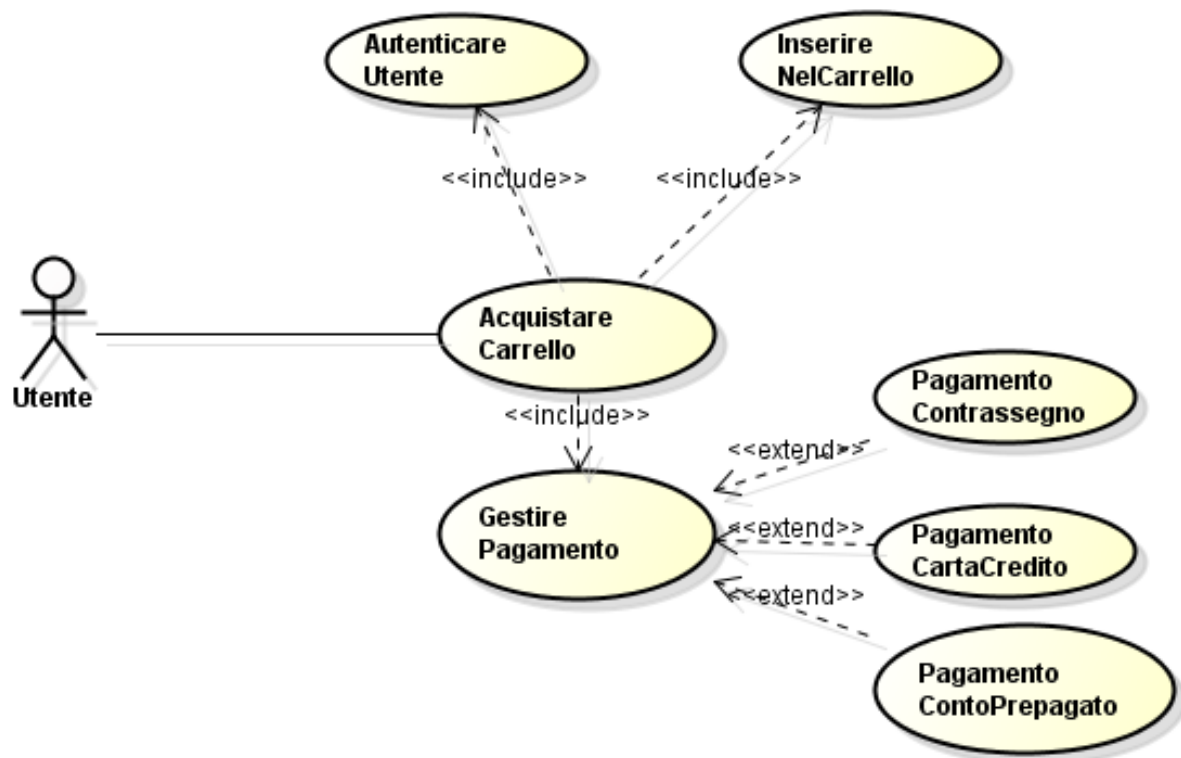 Autenticare
Utente
Inserire
NelCarrello
<<include>>
<<include>>
Acquistare
Carrello
Utente
<<include>>
Pagamento
Contrassegno
<<extend>>
Gestire
Pagamento
<<extend>>
Pagamento
CartaCredito
<<extend>>
Pagamento
ContoPrepagato